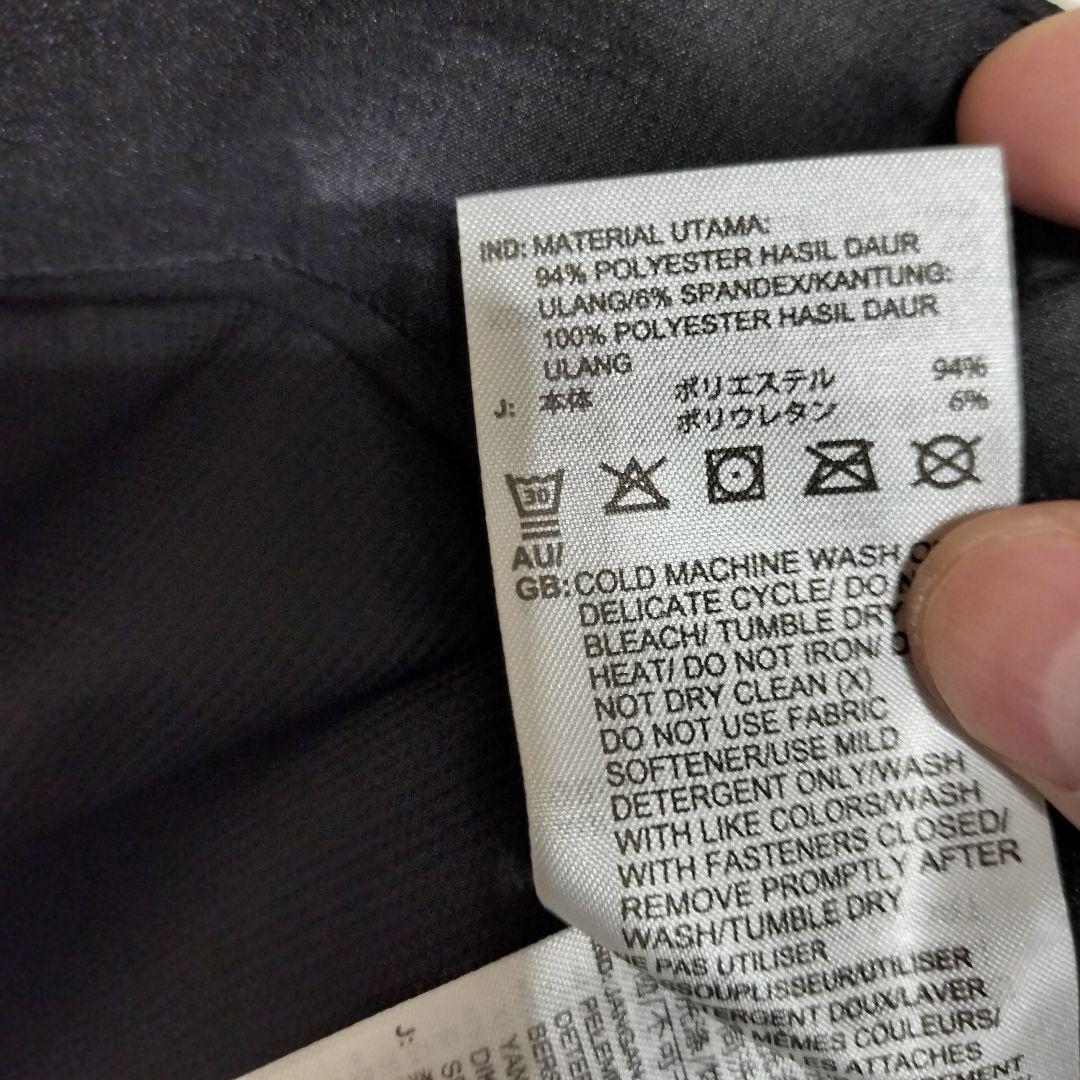 IND: MATERIAL UTAMA:
94% POLYESTER HASIL DAUR
ULANG/6% SPANDEX/KANTUNG:
100% POLYESTER HASIL DAUR
ULANG
J: 本体 ポリエステル 94%
ポリウレタン 6%
30
AU/
GB: COLD MACHINE WASH
DELICATE CYCLE/ DO
BLEACH/ TUMBLE DRY
HEAT/ DO NOT IRON/
NOT DRY CLEAN (X)
DO NOT USE FABRIC
SOFTENER/USE MILD
DETERGENT ONLY/WASH
WITH LIKE COLORS/WASH
WITH FASTENERS CLOSED/
REMOVE PROMPTLY AFTER
WASH/TUMBLE DRY
PAS UTILISER
SOUPLISSEUR/UTILISER
DOUX/LAVER
MÊMES COULEURS/
ATTACHES
J: